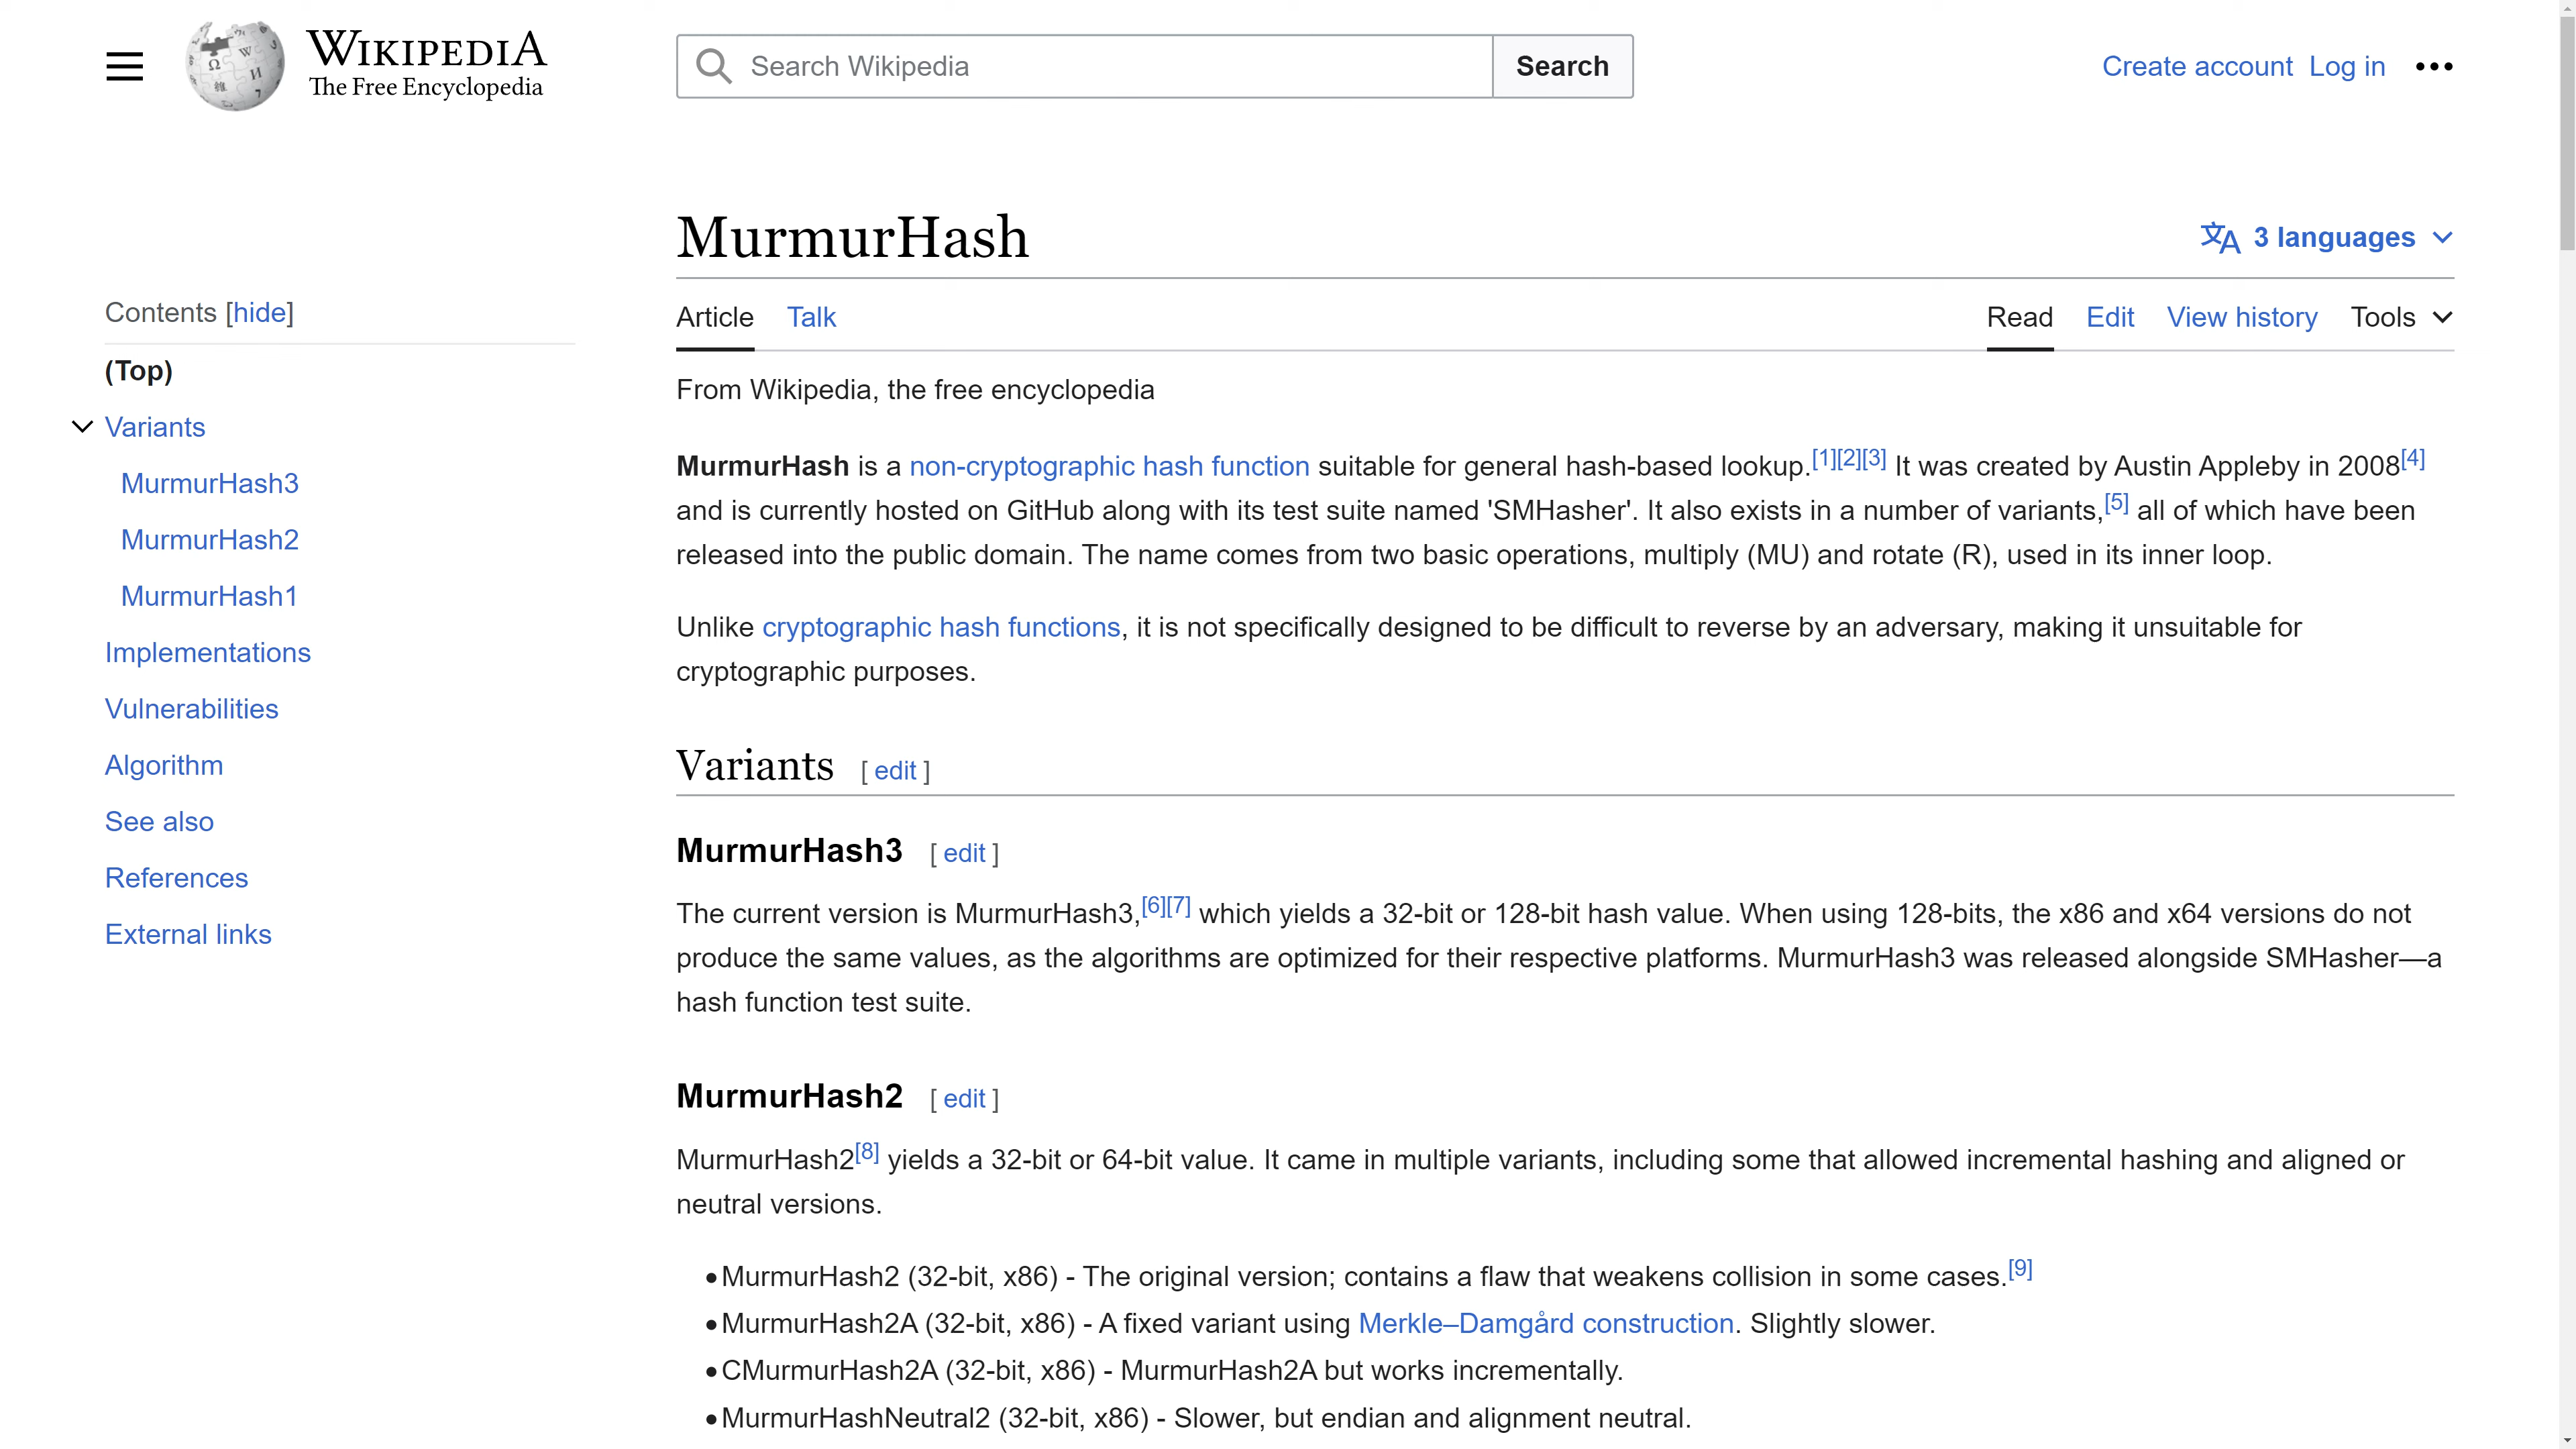 WIKIPEDIA
The Free Encyclopedia
Search Wikipedia
Search
Create account Log in
MurmurHash
3 languages
Contents [hide]
(Top)
Variants
MurmurHash3
MurmurHash2
MurmurHash1
Implementations
Vulnerabilities
Algorithm
See also
References
External links
Article Talk
Read Edit View history Tools
From Wikipedia, the free encyclopedia
MurmurHash is a non-cryptographic hash function suitable for general hash-based lookup.[1][2][3] It was created by Austin Appleby in 2008[4]
and is currently hosted on GitHub along with its test suite named 'SMHasher'. It also exists in a number of variants,[5] all of which have been
released into the public domain. The name comes from two basic operations, multiply (MU) and rotate (R), used in its inner loop.
Unlike cryptographic hash functions, it is not specifically designed to be difficult to reverse by an adversary, making it unsuitable for
cryptographic purposes.
Variants [ edit ]
MurmurHash3 [ edit ]
The current version is MurmurHash3,[6][7] which yields a 32-bit or 128-bit hash value. When using 128-bits, the x86 and x64 versions do not
produce the same values, as the algorithms are optimized for their respective platforms. MurmurHash3 was released alongside SMHasher—a
hash function test suite.
MurmurHash2 [ edit ]
MurmurHash2[8] yields a 32-bit or 64-bit value. It came in multiple variants, including some that allowed incremental hashing and aligned or
neutral versions.
• MurmurHash2 (32-bit, x86) - The original version; contains a flaw that weakens collision in some cases.[9]
• MurmurHash2A (32-bit, x86) - A fixed variant using Merkle–Damgård construction. Slightly slower.
• CMurmurHash2A (32-bit, x86) - MurmurHash2A but works incrementally.
• MurmurHashNeutral2 (32-bit, x86) - Slower, but endian and alignment neutral.